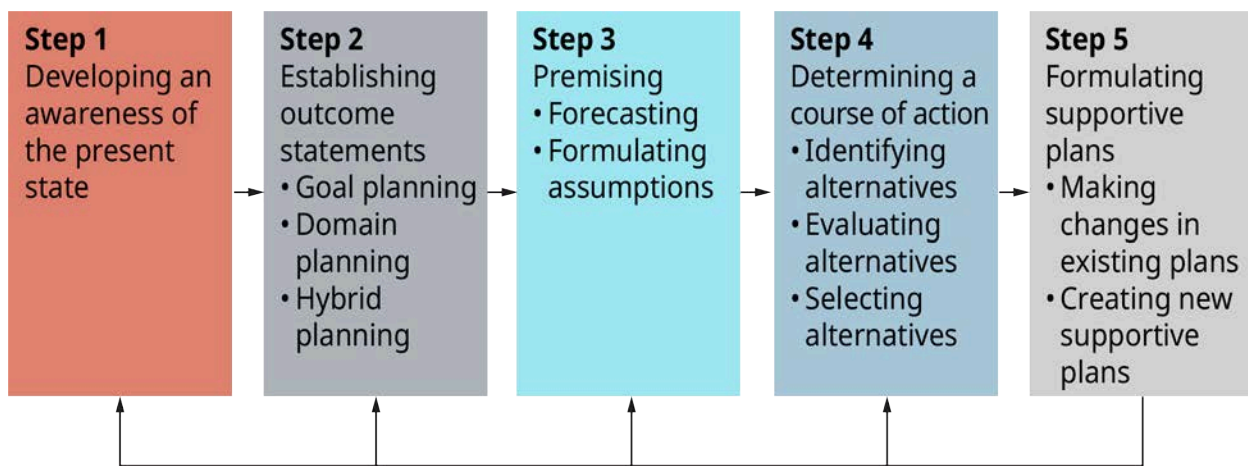 Step 1
Developing an
awareness of
the present
state
Step 2
Establishing
outcome
statements
• Goal planning
• Domain
planning
• Hybrid
planning
Step 3
Premising
• Forecasting
• Formulating
assumptions
Step 4
Determining a
course of action
• Identifying
alternatives
• Evaluating
alternatives
• Selecting
alternatives
Step 5
Formulating
supportive
plans
• Making
changes in
existing plans
• Creating new
supportive
plans